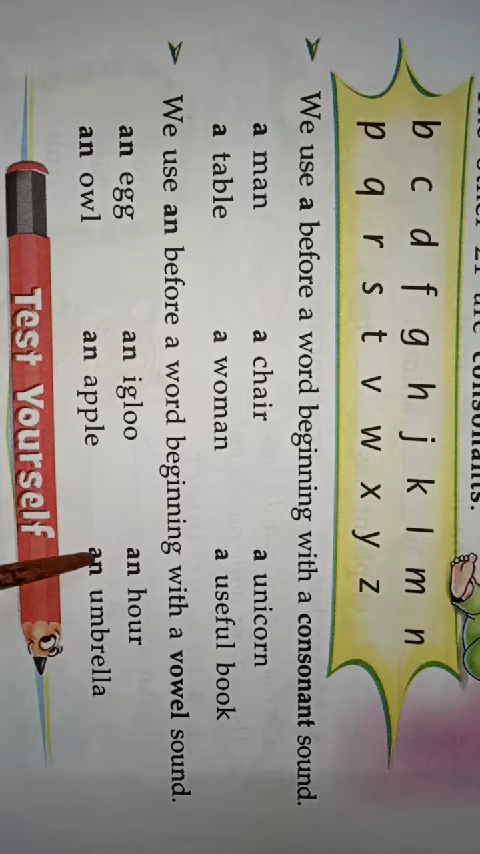 are consonants.
b c d f g h j k l m n
p q r s t v w x y z
➤ We use a before a word beginning with a consonant sound.
a man a chair a unicorn
a table a woman a useful book
➤ We use an before a word beginning with a vowel sound.
an egg an igloo an hour
an owl an apple an umbrella
Test Yourself